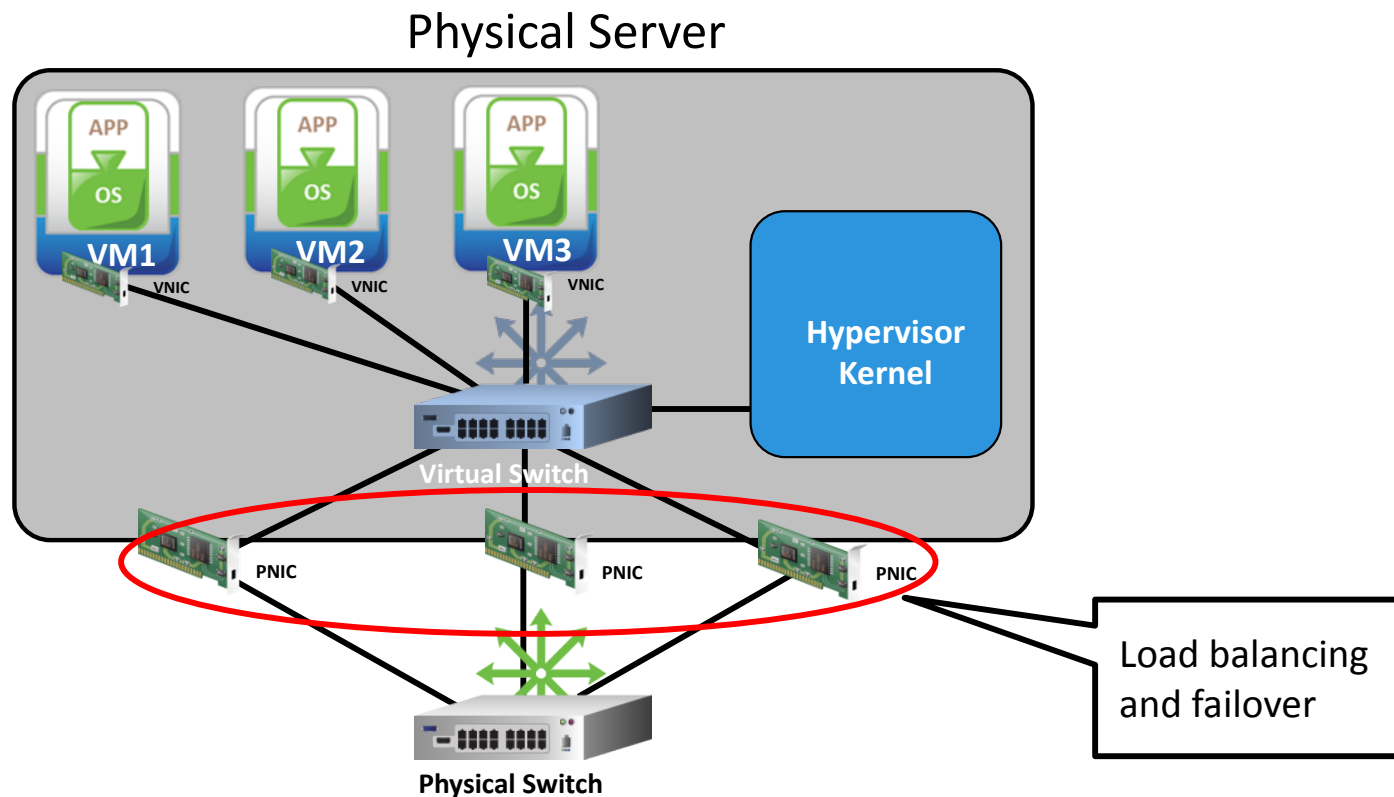 Physical Server
APP
OS
VM1
VNIC
APP
OS
VM2
VNIC
APP
OS
VM3
VNIC
Hypervisor
Kernel
Virtual Switch
PNIC
PNIC
PNIC
Load balancing
and failover
Physical Switch